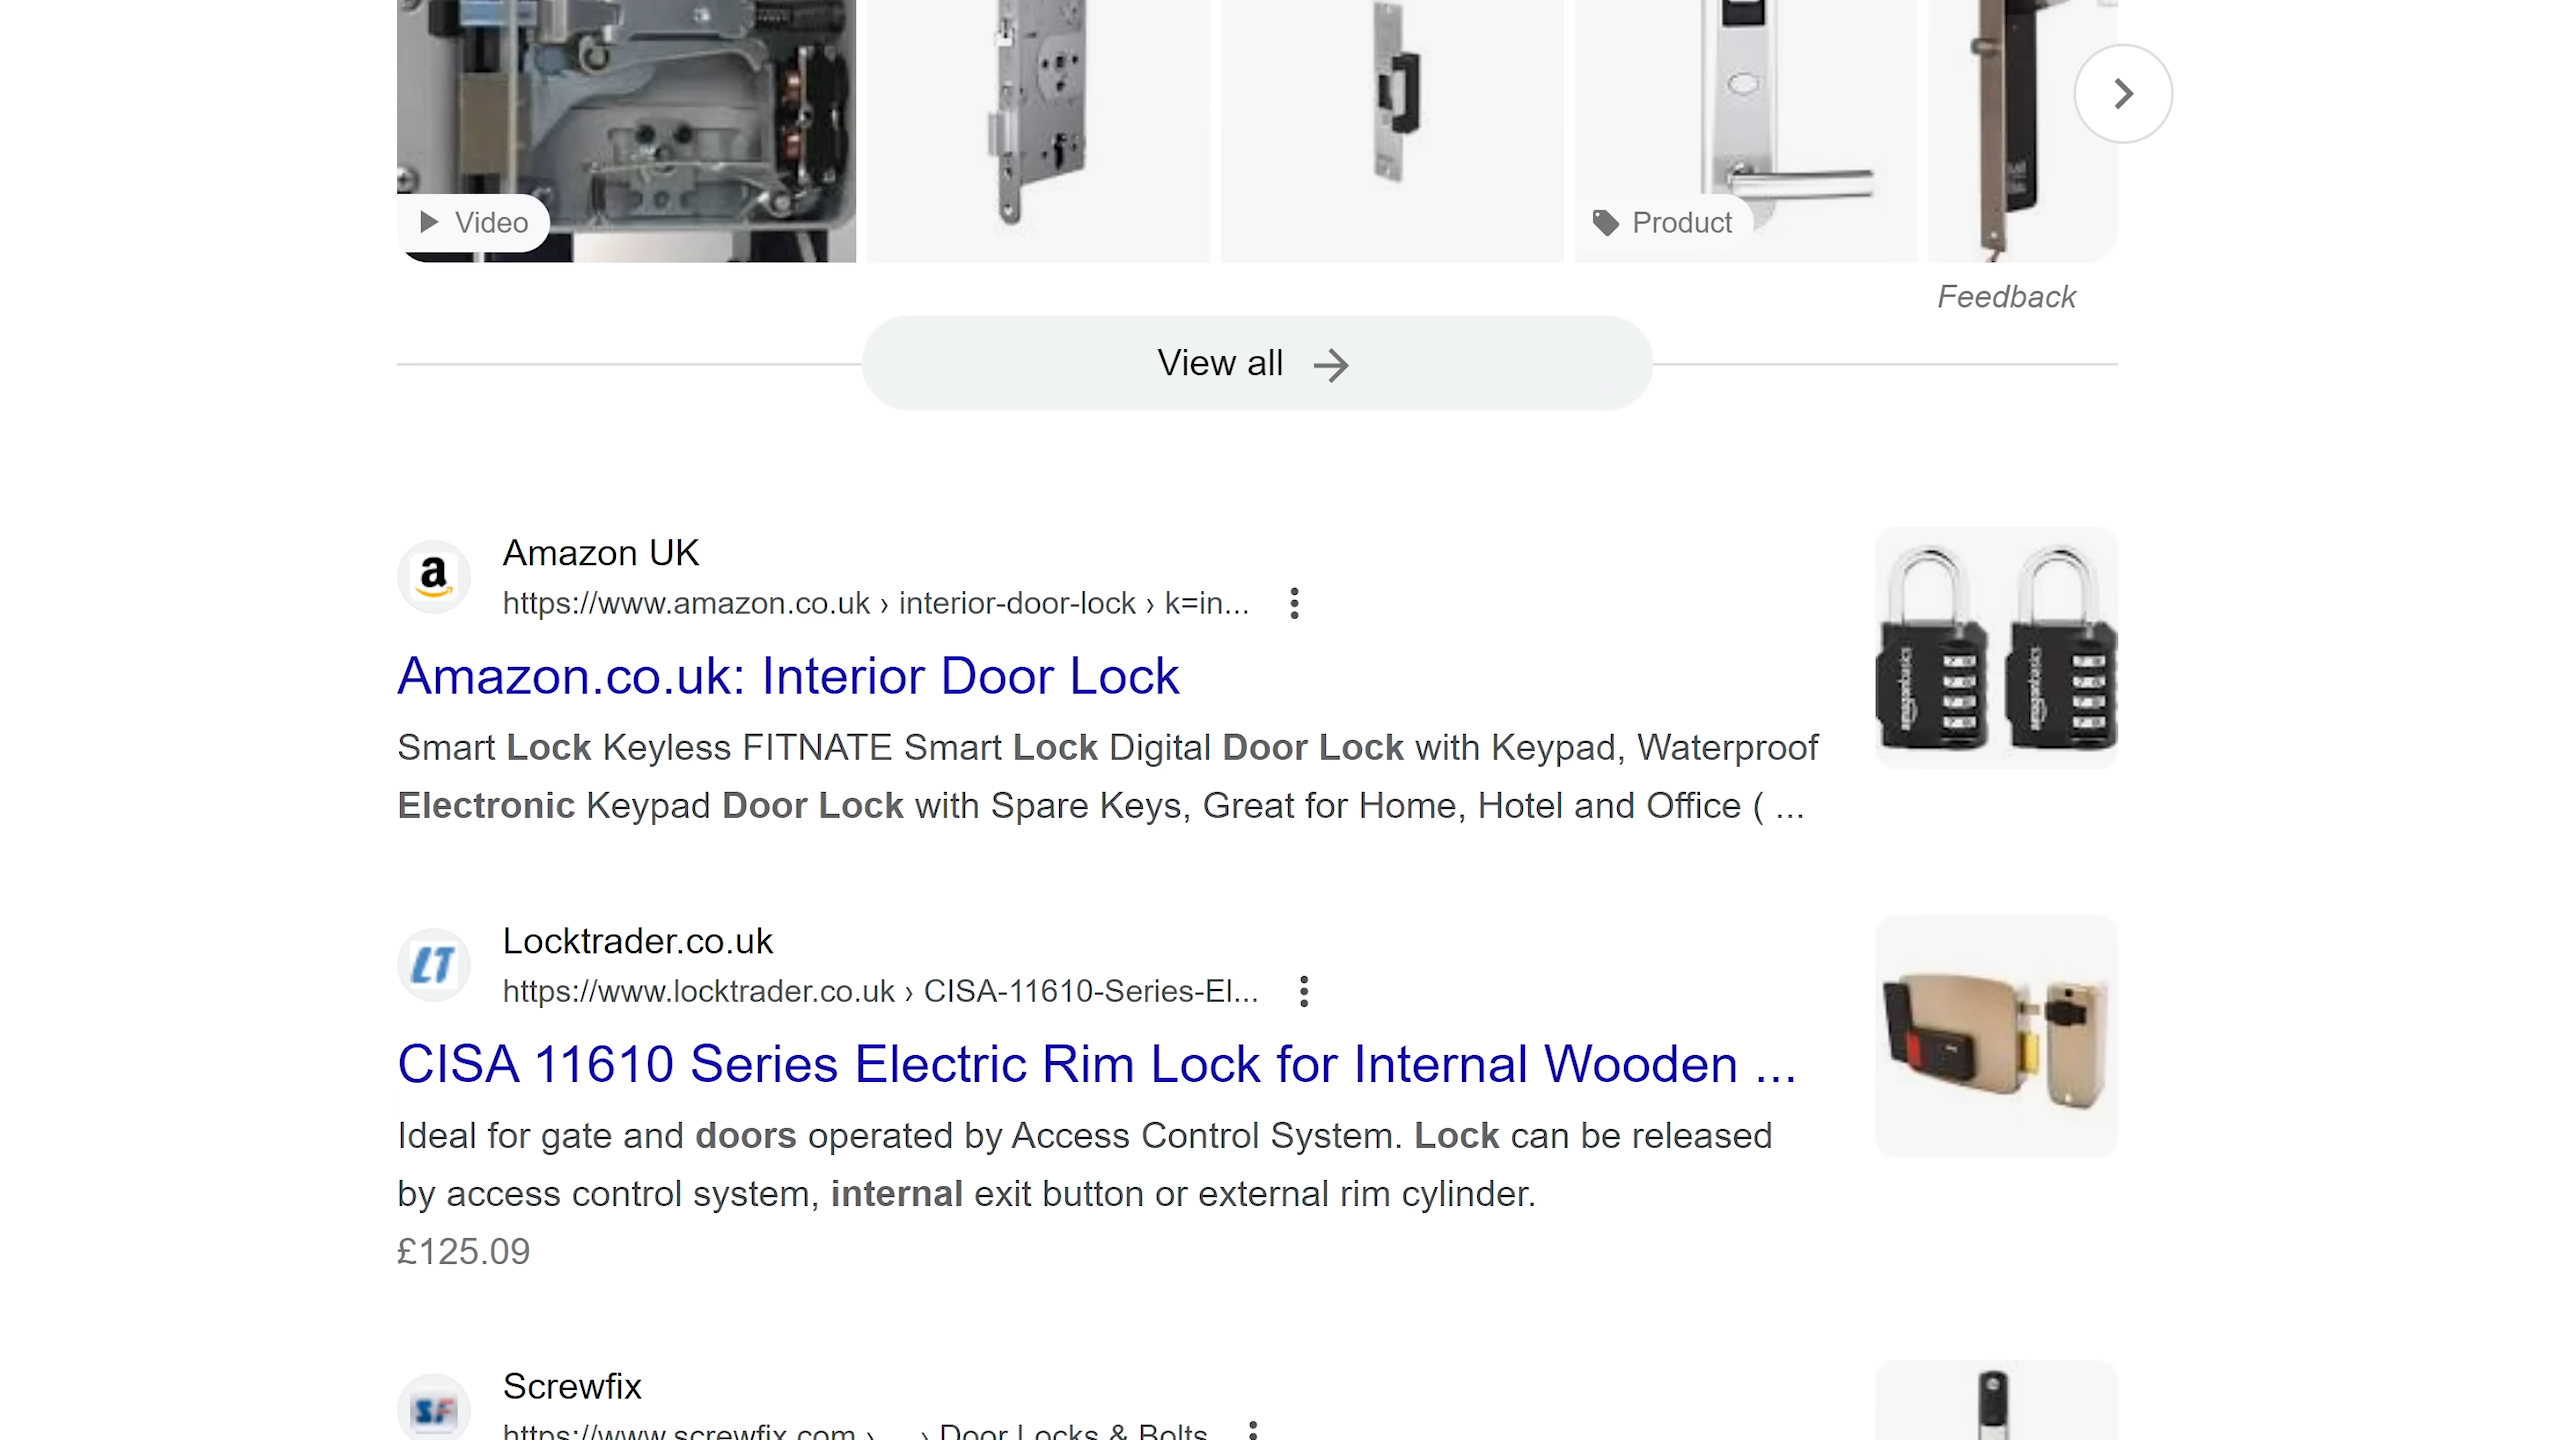 Video
Product
Feedback
View all
Amazon UK
https://www.amazon.co.uk › interior-door-lock › k=in...
Amazon.co.uk: Interior Door Lock
Smart Lock Keyless FITNATE Smart Lock Digital Door Lock with Keypad, Waterproof
Electronic Keypad Door Lock with Spare Keys, Great for Home, Hotel and Office ( ...
amazonbasics
amazonbasics
Locktrader.co.uk
LT
https://www.locktrader.co.uk › CISA-11610-Series-El...
CISA 11610 Series Electric Rim Lock for Internal Wooden ...
Ideal for gate and doors operated by Access Control System. Lock can be released
by access control system, internal exit button or external rim cylinder.
£125.09
Screwfix
SF
https://www.screwfix.com › ... › Door Locks & Bolts